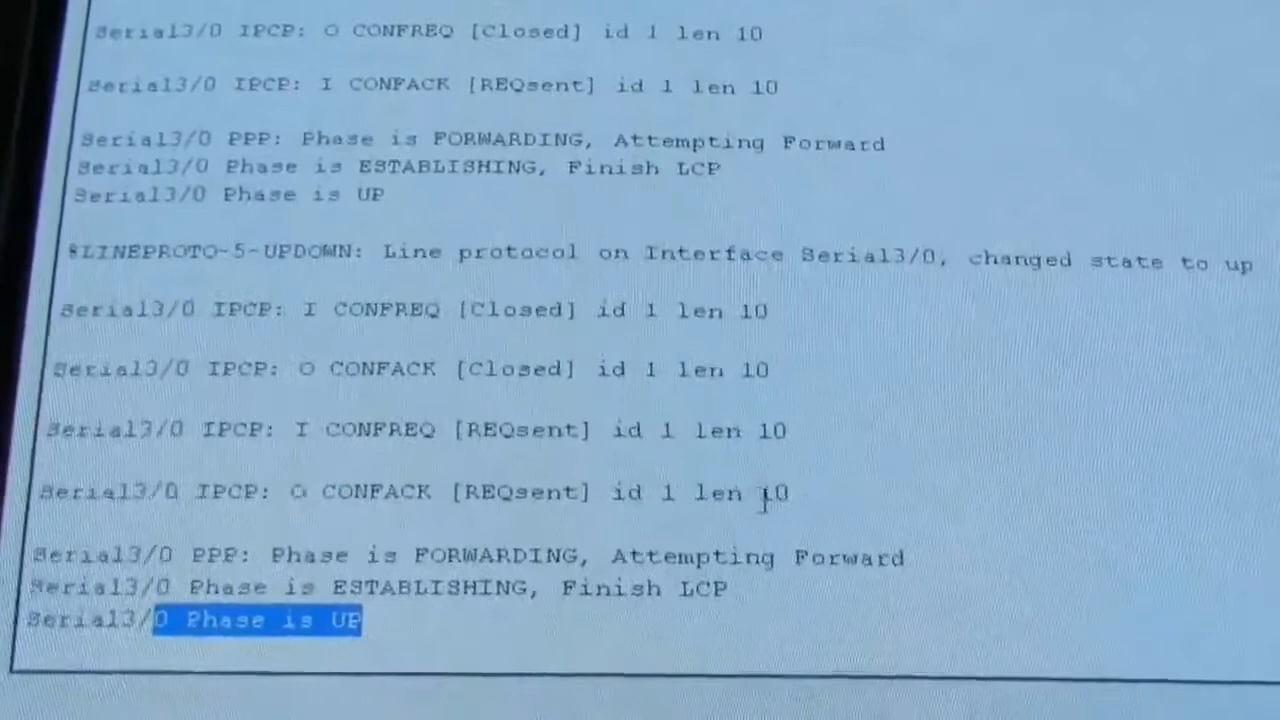 Serial3/0 IPCP: O CONFREQ [Closed] id 1 len 10
Serial3/0 IPCP: I CONFACK [REQsent] id 1 len 10
Serial3/0 PPP: Phase is FORWARDING, Attempting Forward
Serial3/0 Phase is ESTABLISHING, Finish LCP
Serial3/0 Phase is UP
%LINEPROTO-5-UPDOWN: Line protocol on Interface Serial3/0, changed state to up
Serial3/0 IPCP: I CONFREQ [Closed] id 1 len 10
Serial3/0 IPCP: O CONFACK [Closed] id 1 len 10
Serial3/0 IPCP: I CONFREQ [REQsent] id 1 len 10
Serial3/0 IPCP: O CONFACK [REQsent] id 1 len 10
Serial3/0 PPP: Phase is FORWARDING, Attempting Forward
Serial3/0 Phase is ESTABLISHING, Finish LCP
Serial3/0 Phase is UP